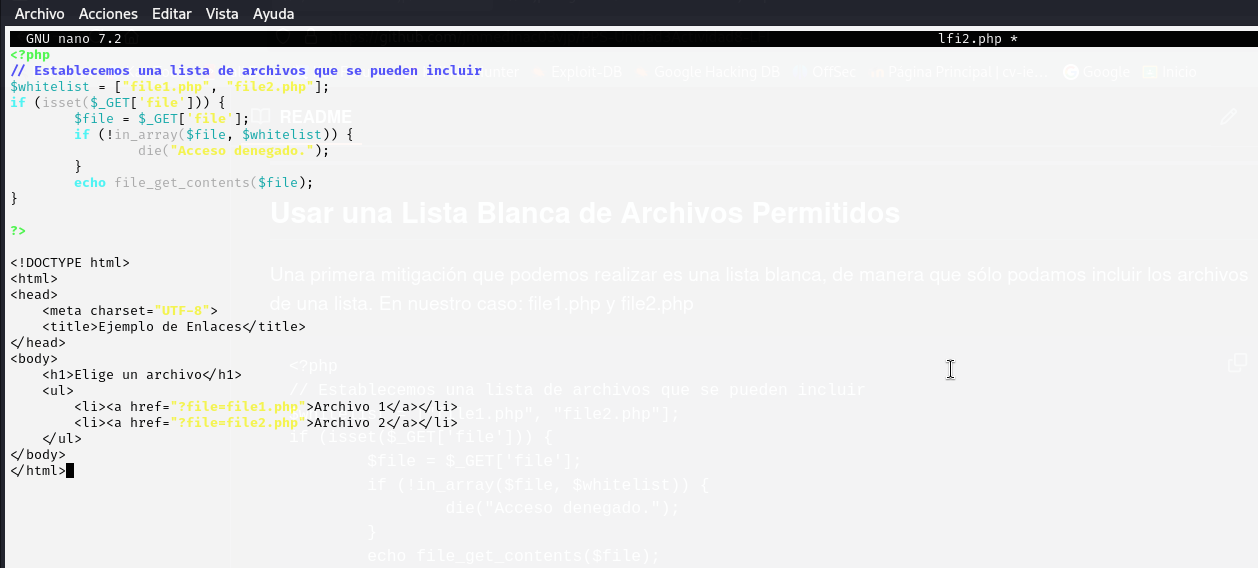 Archivo Acciones Editar Vista Ayuda
GNU nano 7.2 lfi2.php *
<?php
// Establecemos una lista de archivos que se pueden incluir
$whitelist = ["file1.php", "file2.php"];
if (isset($_GET['file'])) {
        $file = $_GET['file'];
        if (!in_array($file, $whitelist)) {
                die("Acceso denegado.");
        }
        echo file_get_contents($file);
}
?>
<!DOCTYPE html>
<html>
<head>
    <meta charset="UTF-8">
    <title>Ejemplo de Enlaces</title>
</head>
<body>
    <h1>Elige un archivo</h1>
    <ul>
        <li><a href="?file=file1.php">Archivo 1</a></li>
        <li><a href="?file=file2.php">Archivo 2</a></li>
    </ul>
</body>
</html>
Exploit-DB Google Hacking DB OffSec Página Principal | Google Inicio
README
Usar una Lista Blanca de Archivos Permitidos
Una primera mitigación que podemos realizar es una lista blanca, de manera que sólo podamos incluir los archivos
de una lista. En nuestro caso: file1.php y file2.php
<?php
// Establecemos una lista de archivos que se pueden incluir
"file2.php"];
if (isset($_GET['file'])) {
        $file = $_GET['file'];
        if (!in_array($file, $whitelist)) {
                die("Acceso denegado.");
        }
        echo file_get_contents($file);